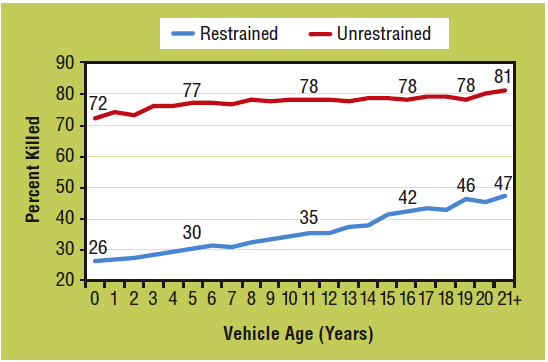 Restrained Unrestrained
Percent Killed
90
80
70
60
50
40
30
20
72 77 78 78 78 81
26 30 35 42 46 47
0 1 2 3 4 5 6 7 8 9 10 11 12 13 14 15 16 17 18 19 20 21+
Vehicle Age (Years)